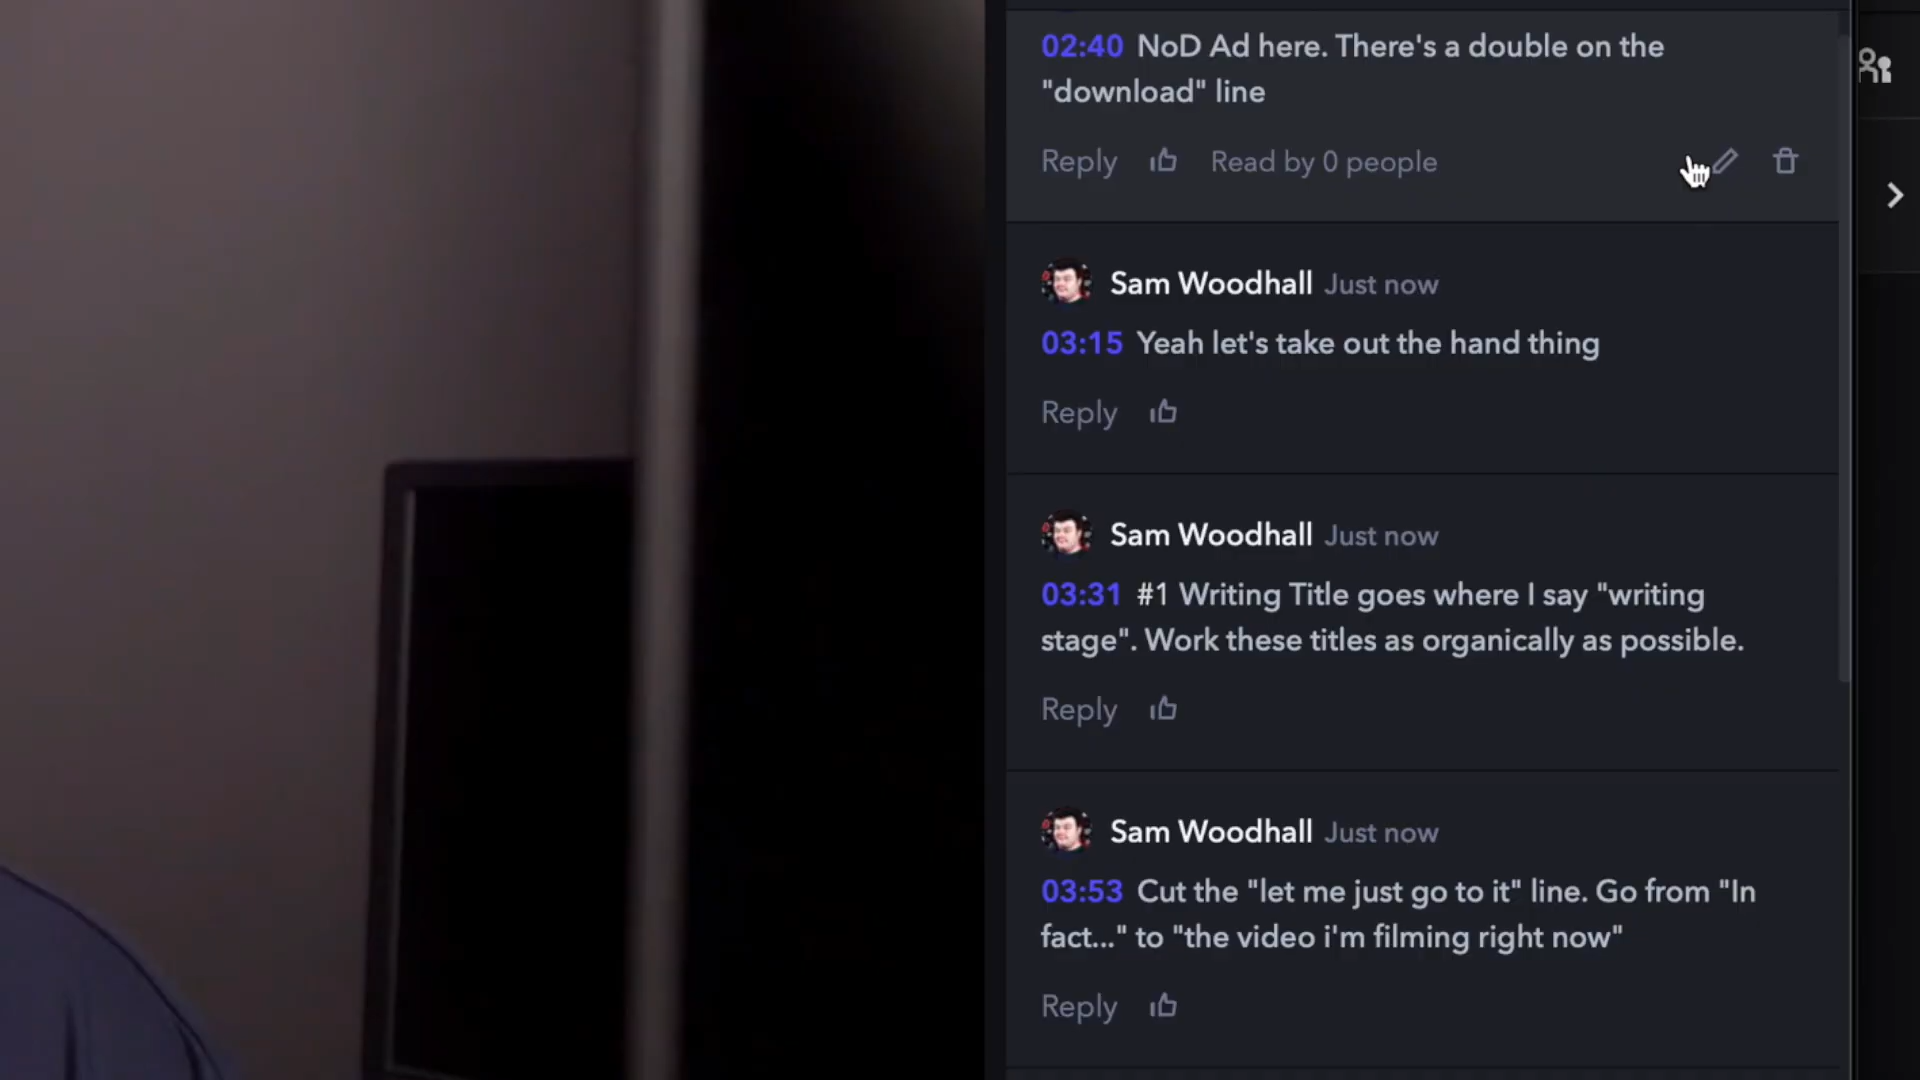 02:40 NoD Ad here. There's a double on the
"download" line
Reply Read by 0 people
Sam Woodhall Just now
03:15 Yeah let's take out the hand thing
Reply
Sam Woodhall Just now
03:31 #1 Writing Title goes where I say "writing
stage". Work these titles as organically as possible.
Reply
Sam Woodhall Just now
03:53 Cut the "let me just go to it" line. Go from "In
fact..." to "the video i'm filming right now"
Reply